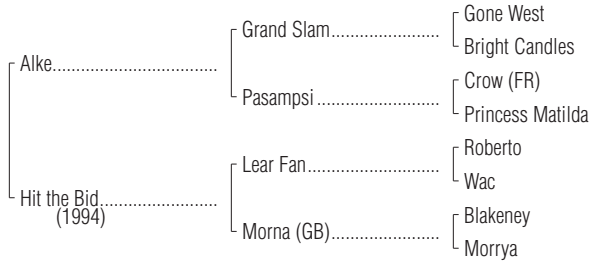 Gone West
Grand Slam..........................
Bright Candles
Alke........................................
Crow (FR)
Pasampsi.............................
Princess Matilda
Roberto
Lear Fan................................
Wac
Hit the Bid.............................
(1994)
Blakeney
Morna (GB)..........................
Morrya